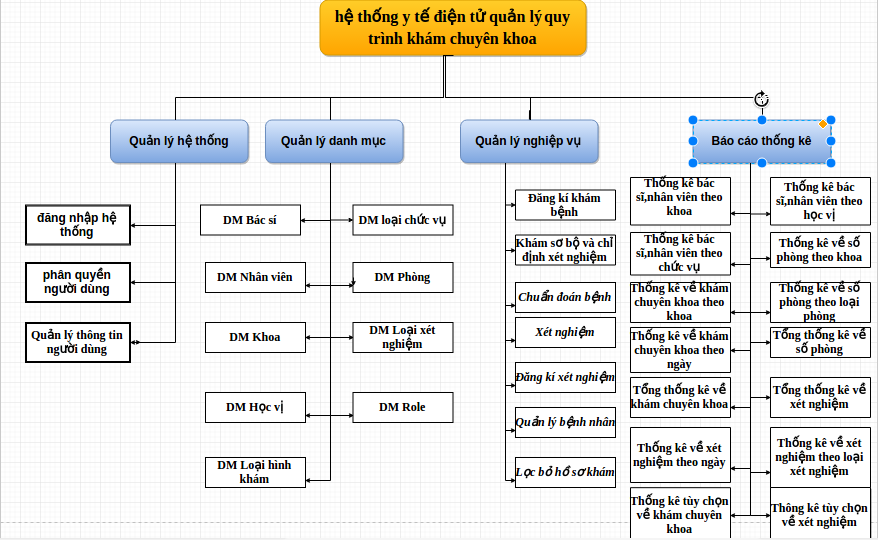 hệ thống y tế điện tử quản lý quy
trình khám chuyên khoa
Quản lý hệ thống
Quản lý danh mục
Quản lý nghiệp vụ
Báo cáo thống kê
đăng nhập hệ
thống
phân quyền
người dùng
Quản lý thông tin
người dùng
DM Bác sí
DM Nhân viên
DM Khoa
DM Học vị
DM Loại hình
khám
DM loại chức vụ
DM Phòng
DM Loại xét
nghiệm
DM Role
Đăng kí khám
bệnh
Khám sơ bộ và chỉ
định xét nghiệm
Chuẩn đoán bệnh
Xét nghiệm
Đăng kí xét nghiệm
Quản lý bệnh nhân
Lọc bỏ hồ sơ khám
Thống kê bác
sĩ,nhân viên theo
khoa
Thống kê bác
sĩ,nhân viên theo
chức vụ
Thống kê về khám
chuyên khoa theo
khoa
Thống kê về khám
chuyên khoa theo
ngày
Tổng thống kê về
khám chuyên khoa
Thống kê về xét
nghiệm theo ngày
Thống kê tùy chọn
về khám chuyên
khoa
Thống kê bác
sĩ,nhân viên theo
học vị
Thống kê về số
phòng theo khoa
Thống kê về số
phòng theo loại
phòng
Tổng thống kê về
số phòng
Tổng thống kê về
xét nghiệm
Thống kê về xét
nghiệm theo loại
xét nghiệm
Thông kê tùy chọn
về xét nghiệm